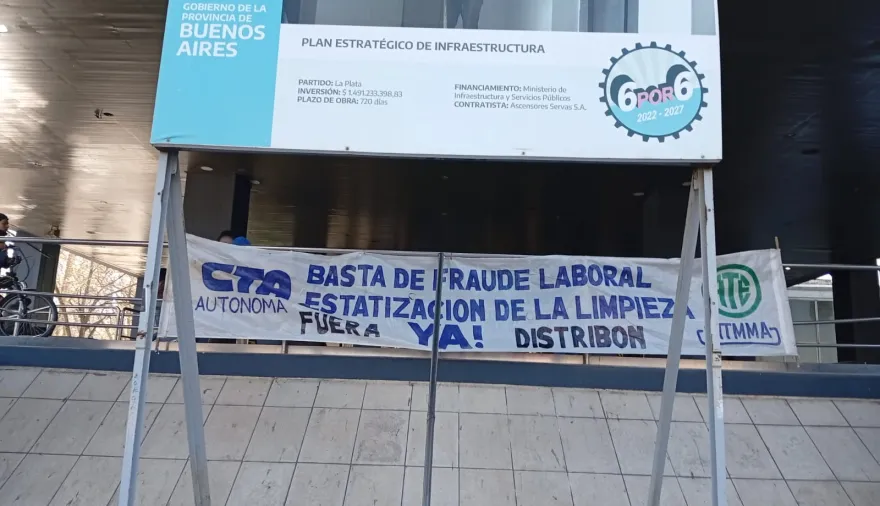 GOBIERNO DE LA
PROVINCIA DE
BUENOS
AIRES
PLAN ESTRATÉGICO DE INFRAESTRUCTURA
PARTIDO: La Plata
INVERSIÓN: $ 1.491.233.398,83
PLAZO DE OBRA: 720 días
FINANCIAMIENTO: Ministerio de
Infraestructura y Servicios Públicos
CONTRATISTA: Ascensores Servas S.A.
6 POR 6
2022 - 2027
CTA
AUTONOMA
BASTA DE FRAUDE LABORAL
ESTATIZACION DE LA LIMPIEZA
FUERA YA! DISTRIBON